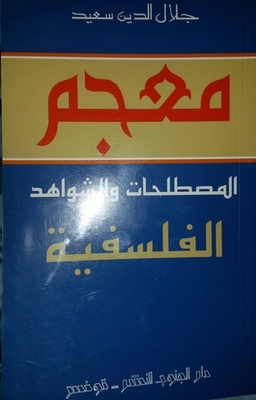 جلال الدين سعيد
معجم
المصطلحات والشواهد
الفلسفية
دار الجنوب للنشر - تونس